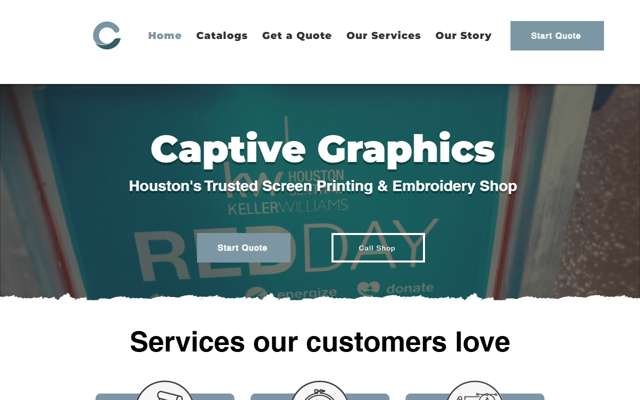 Home Catalogs Get a Quote Our Services Our Story Start Quote
Captive Graphics
Houston's Trusted Screen Printing & Embroidery Shop
kw HOUSTON
KELLERWILLIAMS
Start Quote Call Shop
RED DAY
energize donate
Services our customers love